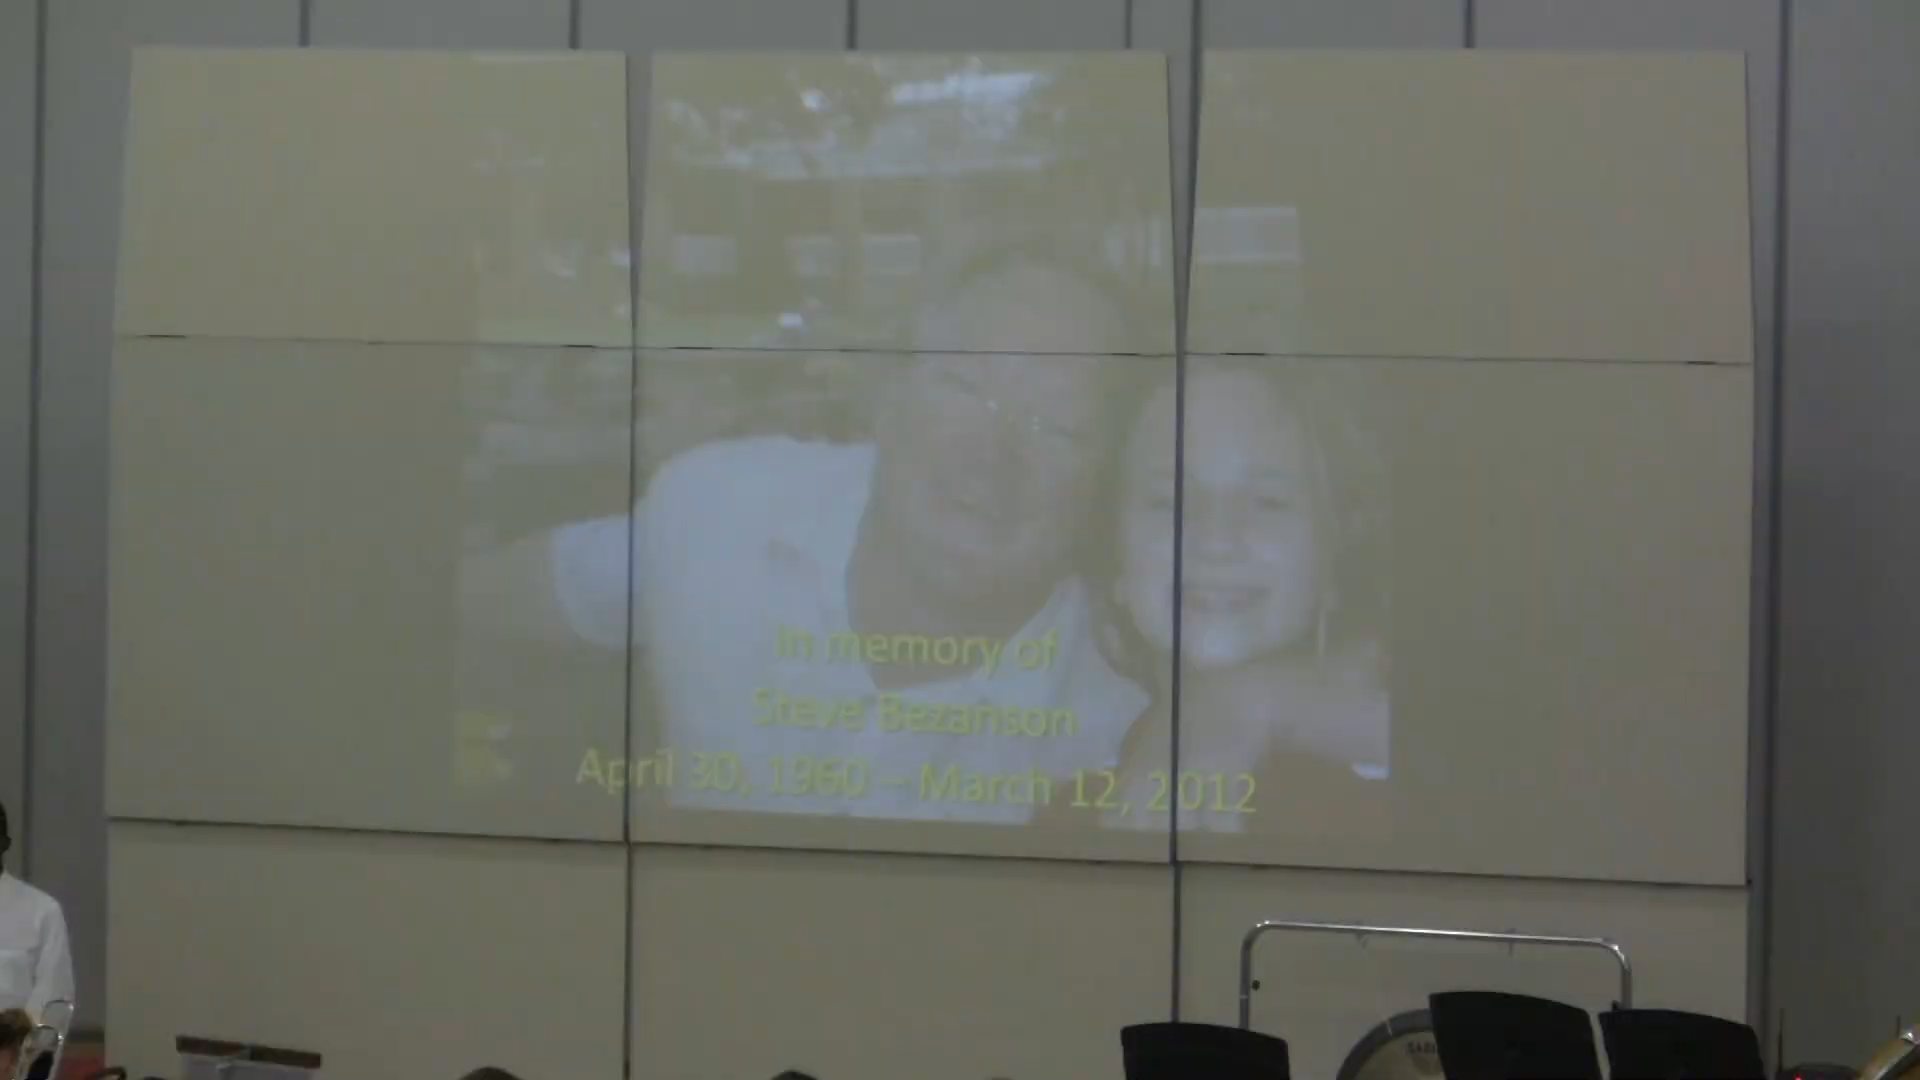 In memory of
Steve Bezanson
April 30, 1960 – March 12, 2012